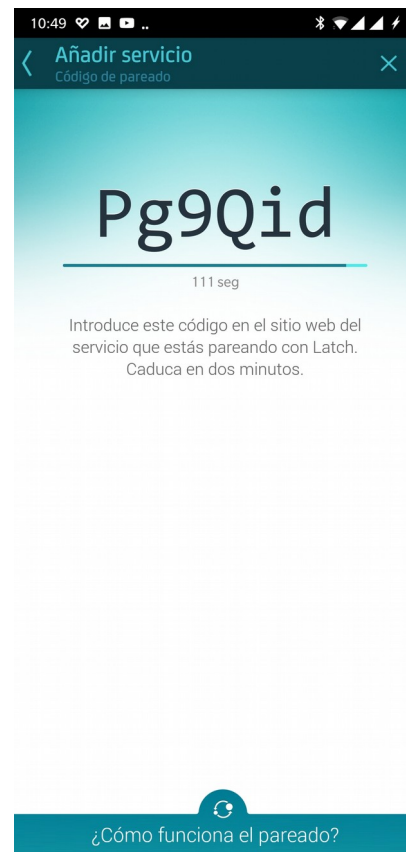 10:49 ..
Añadir servicio
Código de pareado
Pg9Qid
111 seg
Introduce este código en el sitio web del
servicio que estás pareando con Latch.
Caduca en dos minutos.
¿Cómo funciona el pareado?